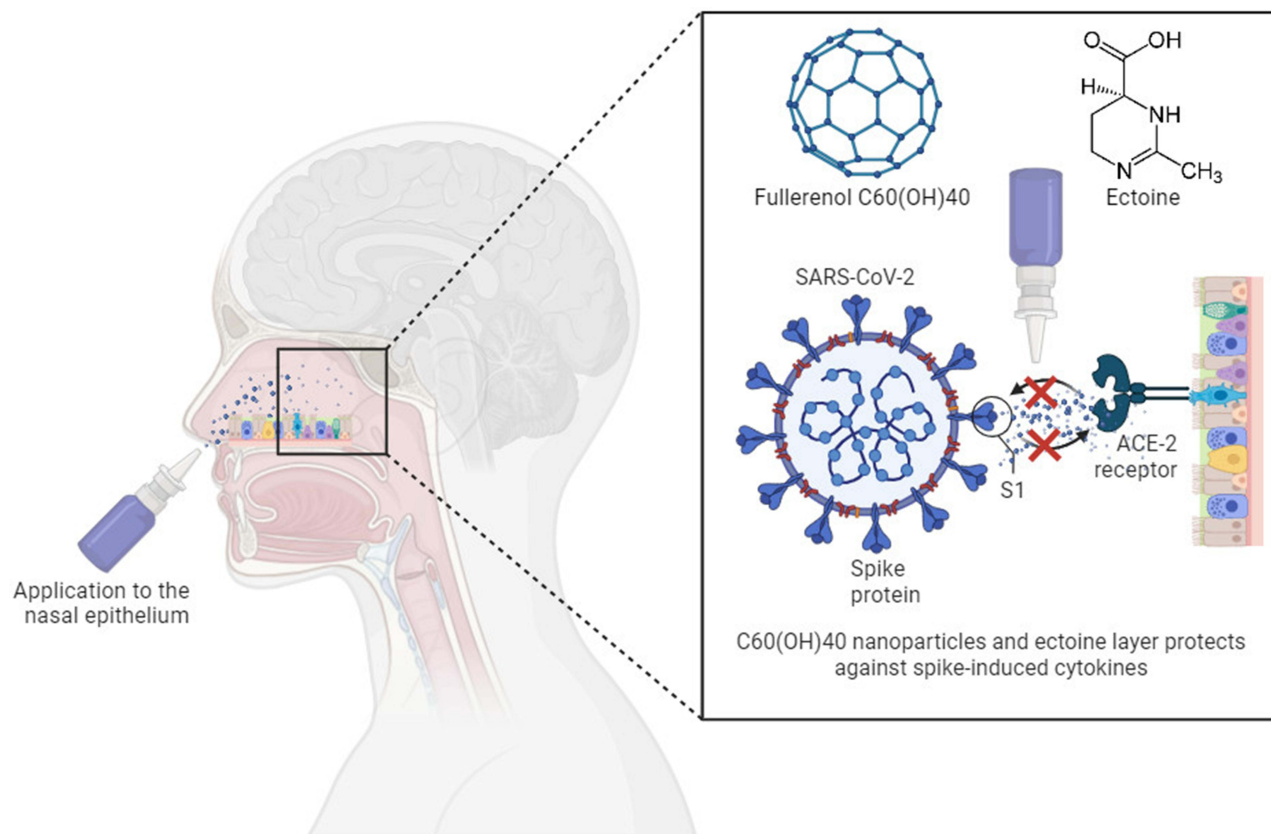 Application to the
nasal epithelium
Fullerenol C60(OH)40
O
OH
H
NH
N
CH3
Ectoine
SARS-CoV-2
ACE-2
receptor
S1
Spike
protein
C60(OH)40 nanoparticles and ectoine layer protects
against spike-induced cytokines